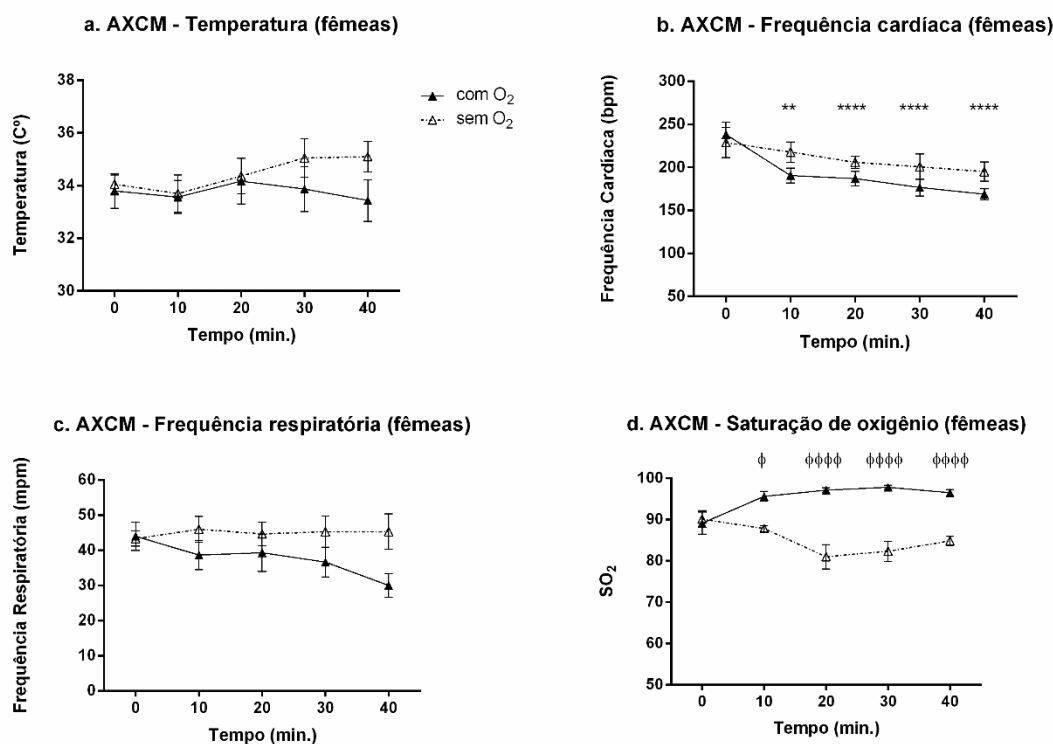 a. AXCM - Temperatura (fêmeas)
38
36
34
32
30
Temperatura (Cº)
0 10 20 30 40
Tempo (min.)
com O₂
sem O₂
b. AXCM - Frequência cardíaca (fêmeas)
300
250
200
150
100
50
Frequência Cardíaca (bpm)
** **** **** ****
0 10 20 30 40
Tempo (min.)
c. AXCM - Frequência respiratória (fêmeas)
60
50
40
30
20
10
0
Frequência Respiratória (mpm)
0 10 20 30 40
Tempo (min.)
d. AXCM - Saturação de oxigênio (fêmeas)
ϕ ϕϕϕϕ ϕϕϕϕ ϕϕϕϕ
100
90
80
70
60
50
SO₂
0 10 20 30 40
Tempo (min.)